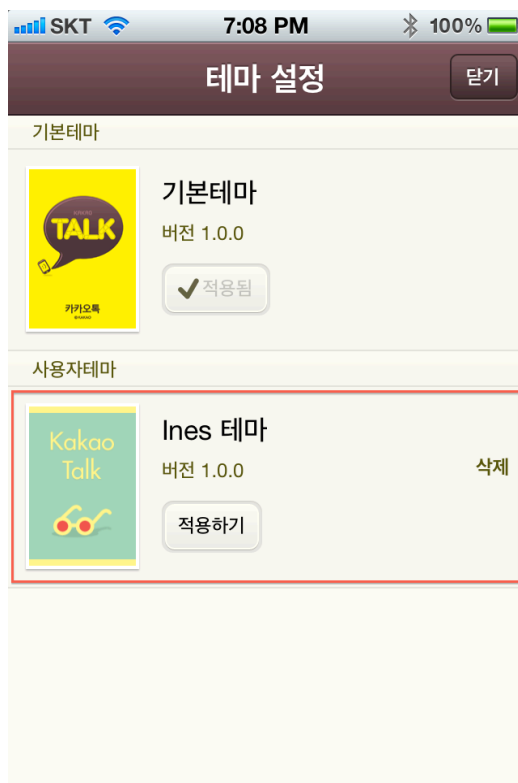 SKT 7:08 PM 100%
테마 설정
닫기
기본테마
TALK
카카오톡
기본테마
버전 1.0.0
적용됨
사용자테마
Kakao
Talk
Ines 테마
버전 1.0.0
적용하기
삭제